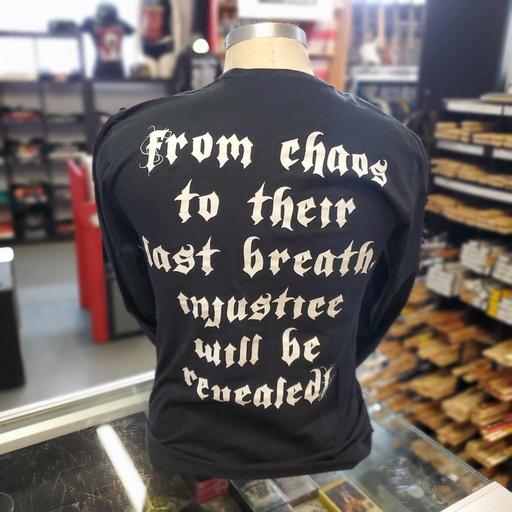 From chaos
to their
last breath,
injustice
will be
revealed!